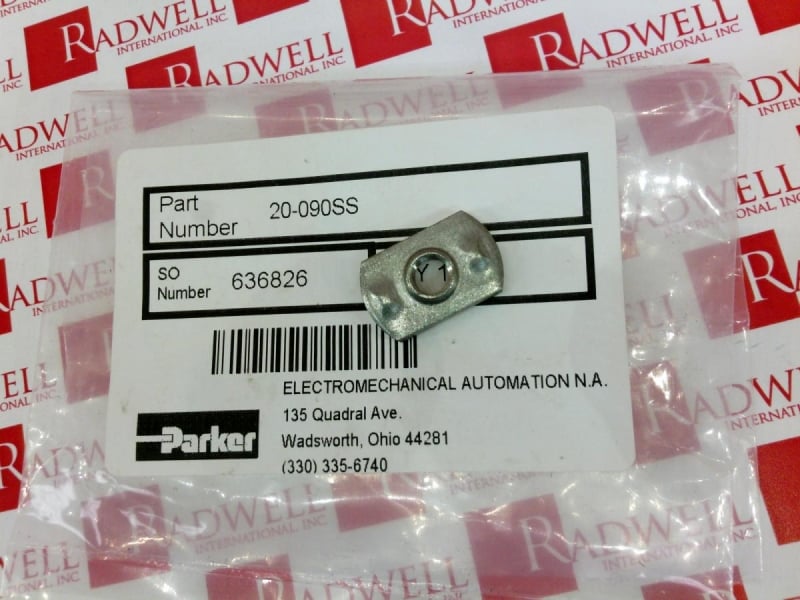 Part
Number
20-090SS
SO
Number
636826
Y 1
ELECTROMECHANICAL AUTOMATION N.A.
135 Quadral Ave.
Wadsworth, Ohio 44281
(330) 335-6740
Parker
RADWELL
INTERNATIONAL, INC.